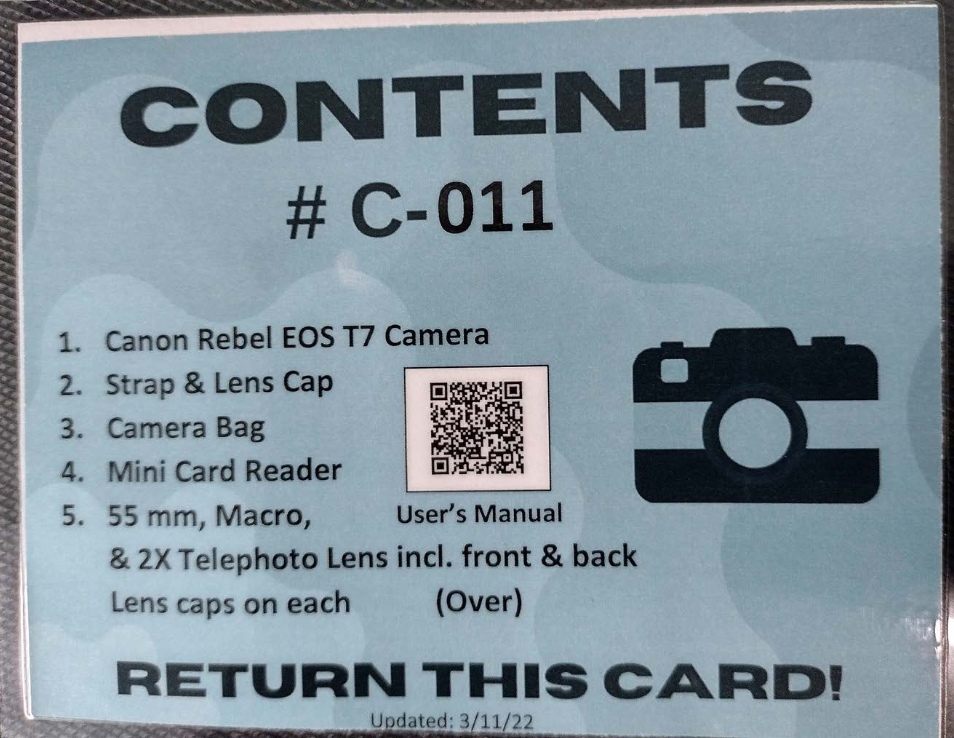 CONTENTS
# C-011
1. Canon Rebel EOS T7 Camera
2. Strap & Lens Cap
3. Camera Bag
4. Mini Card Reader
5. 55 mm, Macro,
User's Manual
& 2X Telephoto Lens incl. front & back
Lens caps on each (Over)
RETURN THIS CARD!
Updated: 3/11/22